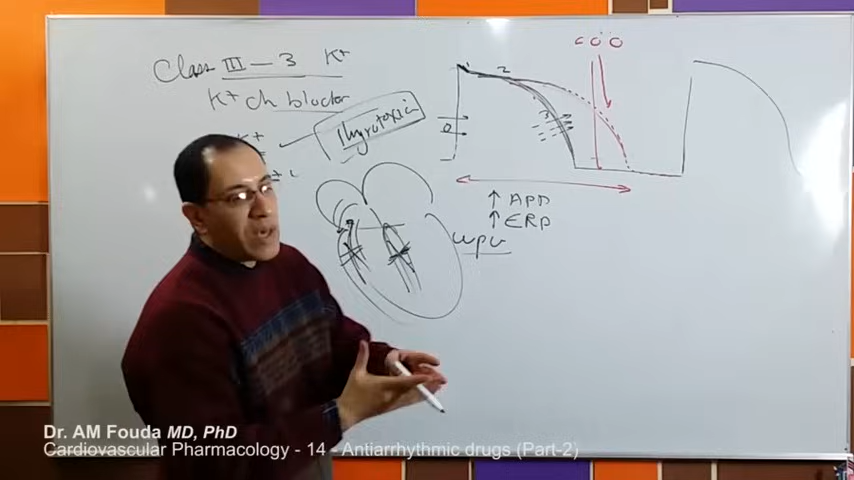 Class III — 3 K+
K+ ch blocker
K+
Thyrotoxic
0
2
3
↑ APD
↑ ERP
WPW
Dr. AM Fouda MD, PhD
Cardiovascular Pharmacology - 14 - Antiarrhythmic drugs (Part-2)